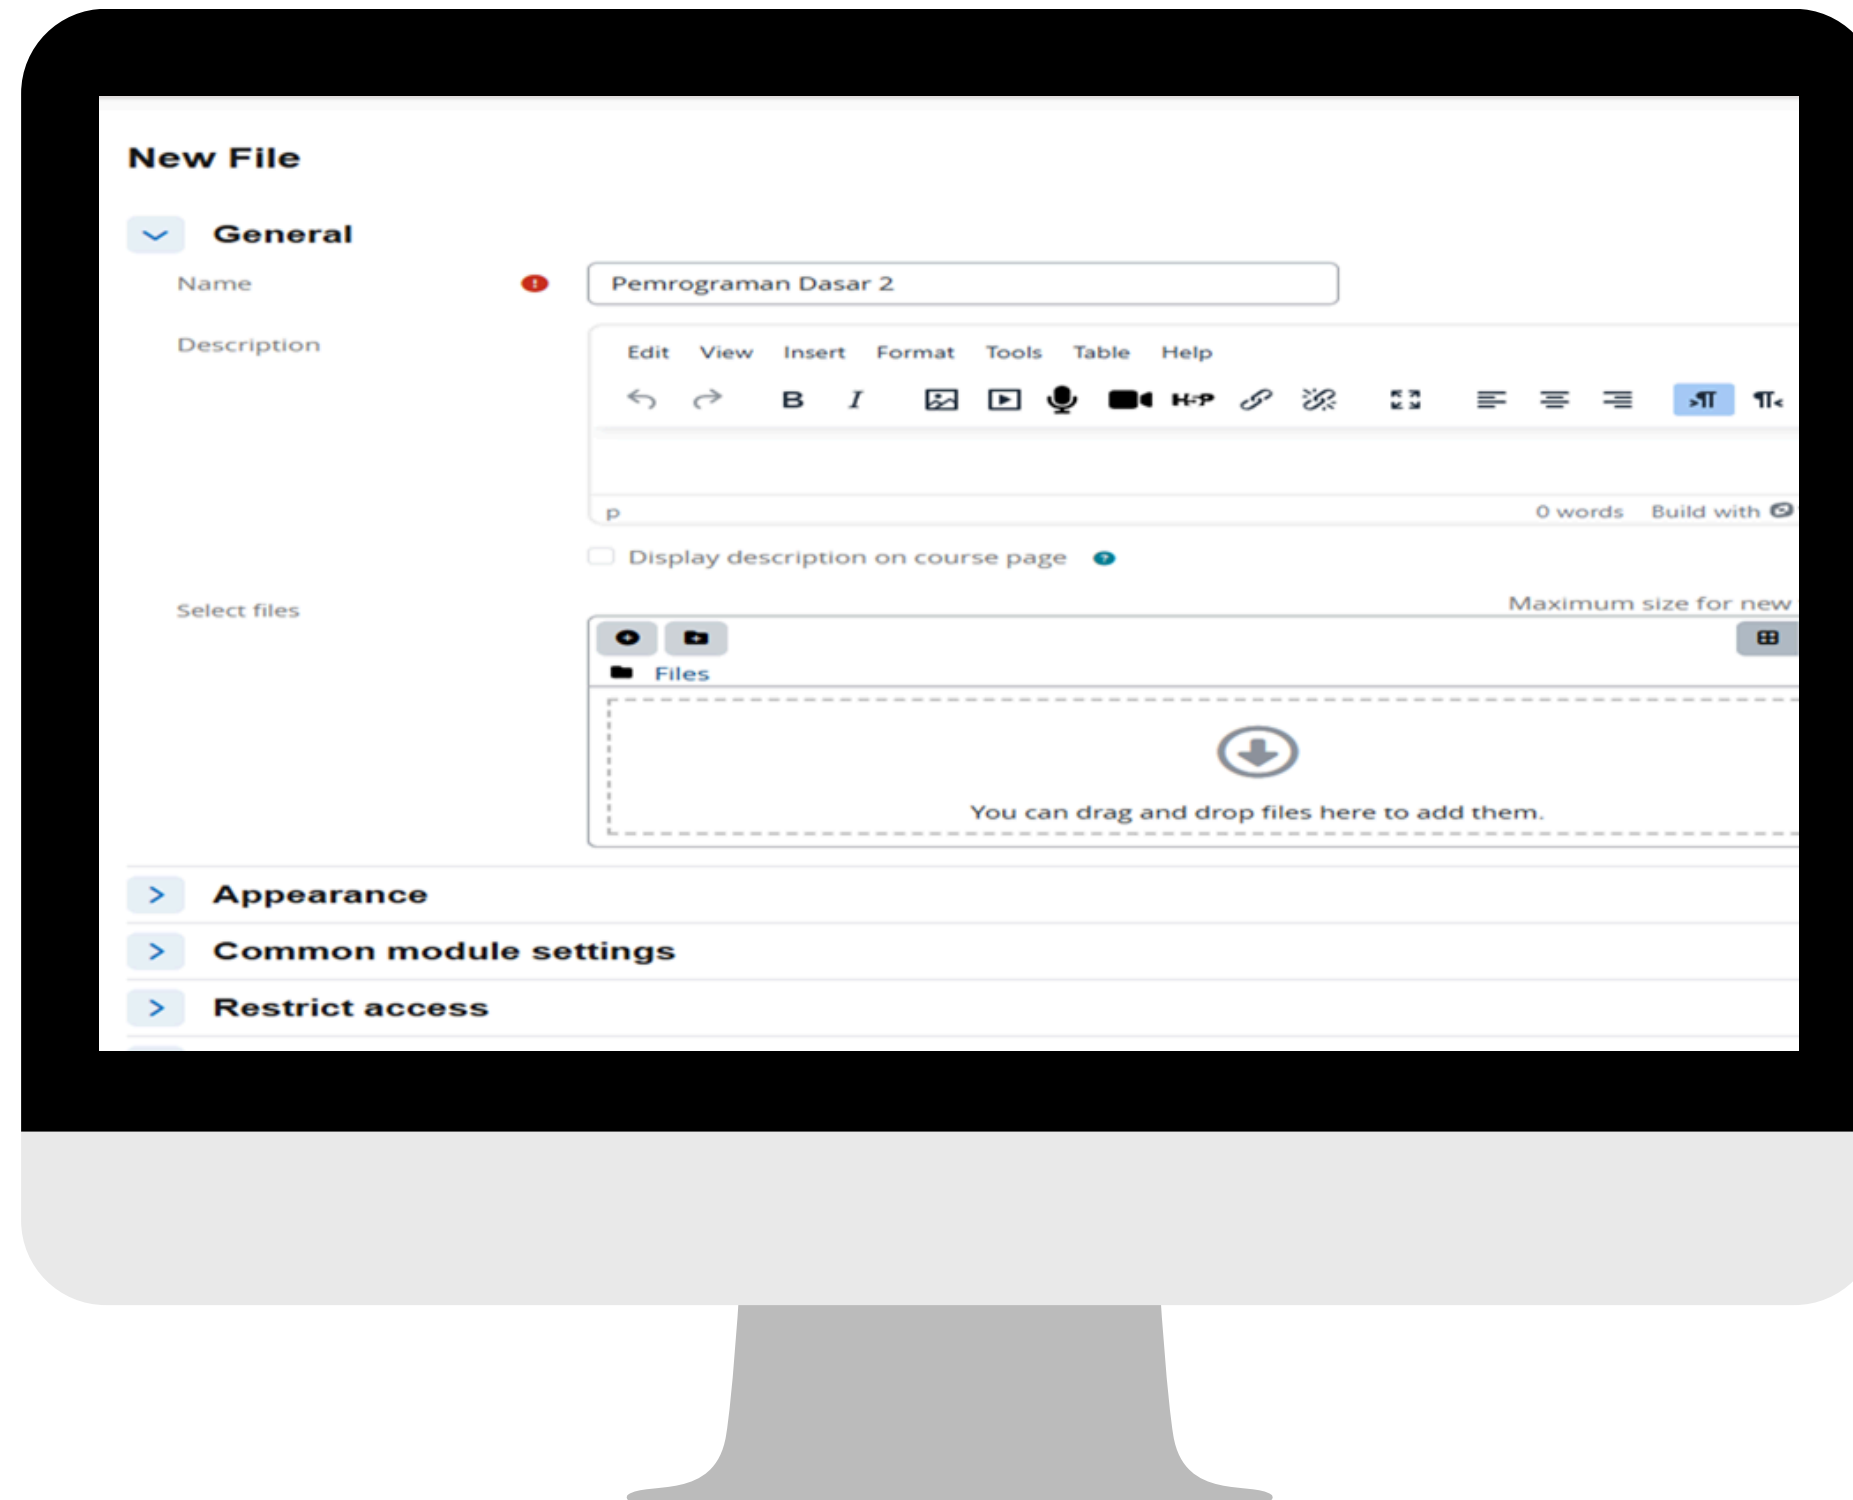 New File
General
Name
Pemrograman Dasar 2
Description
Edit View Insert Format Tools Table Help
B I H5P
p 0 words Build with
Display description on course page
Maximum size for new
Select files
Files
You can drag and drop files here to add them.
Appearance
Common module settings
Restrict access